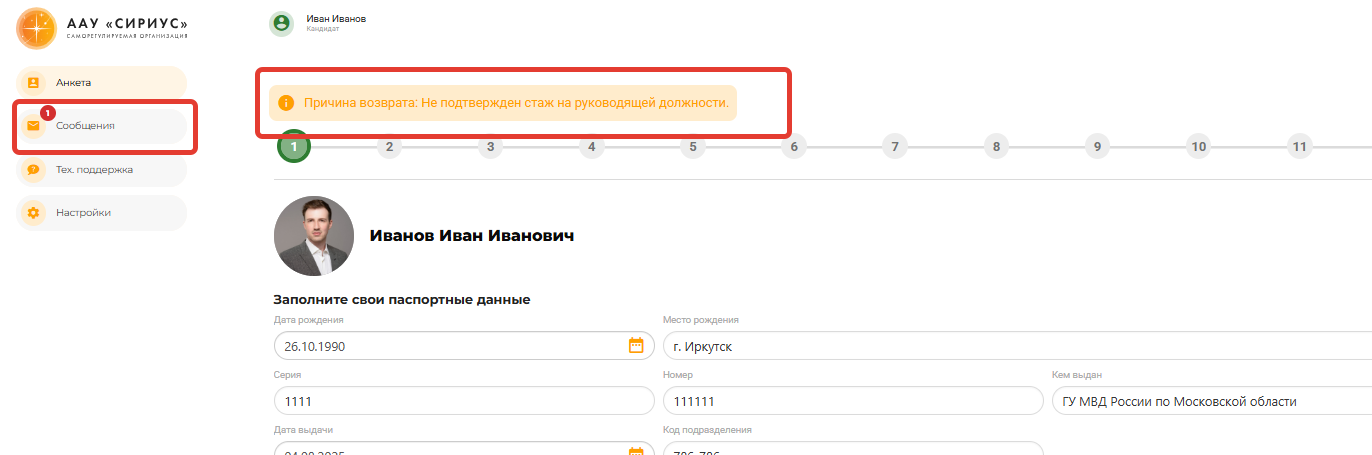 ААУ «СИРИУС»
САМОРЕГУЛИРУЕМАЯ ОРГАНИЗАЦИЯ
Иван Иванов
Кандидат
Анкета
1
Сообщения
Тех. поддержка
Настройки
Причина возврата: Не подтвержден стаж на руководящей должности.
1 2 3 4 5 6 7 8 9 10 11
Иванов Иван Иванович
Заполните свои паспортные данные
Дата рождения Место рождения
26.10.1990 г. Иркутск
Серия Номер Кем выдан
1111 111111 ГУ МВД России по Московской области
Дата выдачи Код подразделения